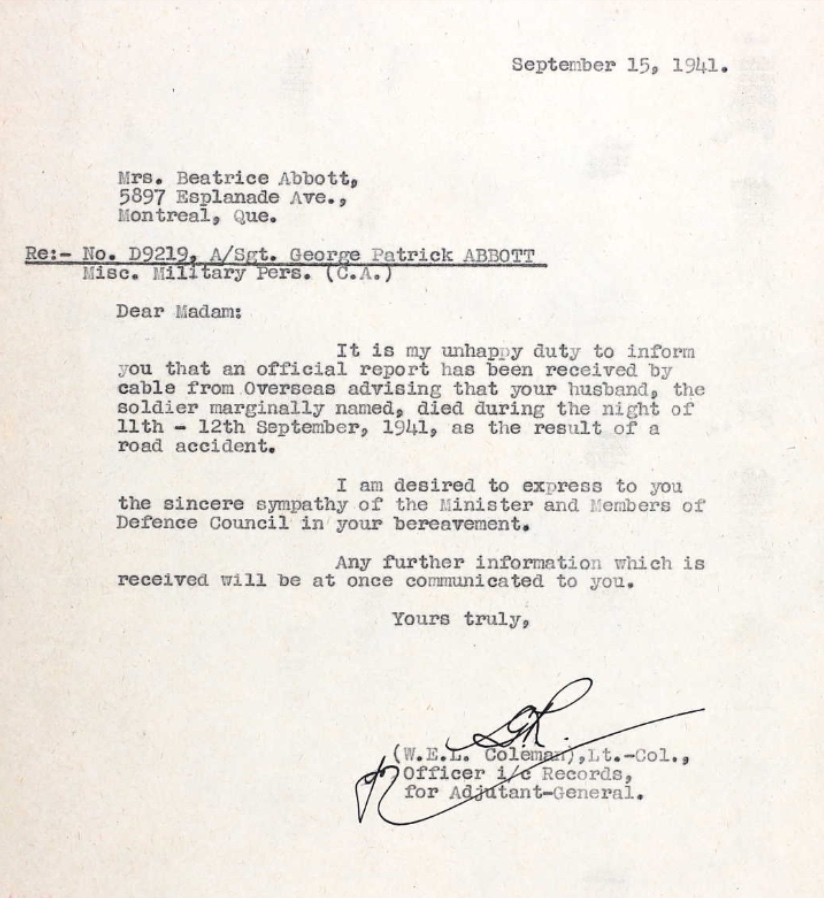 September 15, 1941.
Mrs. Beatrice Abbott,
5897 Esplanade Ave.,
Montreal, Que.
Re:- No. D9219, A/Sgt. George Patrick ABBOTT
Misc. Military Pers. (C.A.)
Dear Madam:
It is my unhappy duty to inform
you that an official report has been received by
cable from Overseas advising that your husband, the
soldier marginally named, died during the night of
11th - 12th September, 1941, as the result of a
road accident.
I am desired to express to you
the sincere sympathy of the Minister and Members of
Defence Council in your bereavement.
Any further information which is
received will be at once communicated to you.
Yours truly,
(W.E.L. Coleman),Lt.-Col.,
Officer i/c Records,
for Adjutant-General.